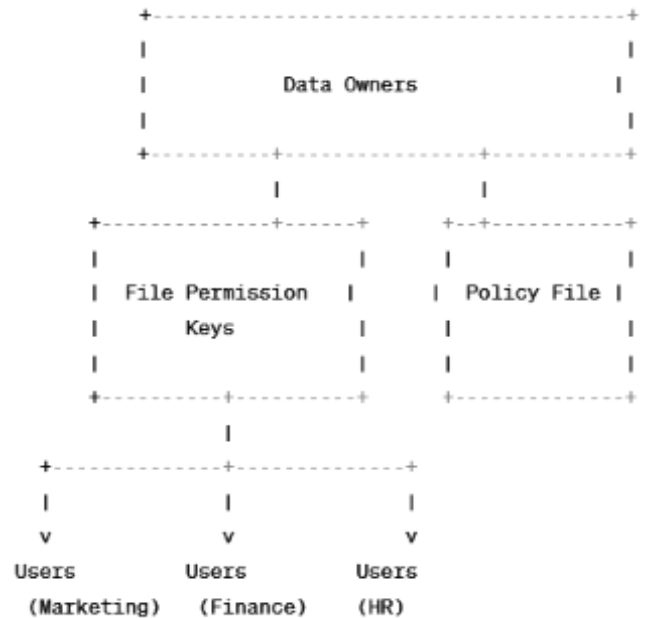 Data Owners
File Permission
Keys
Policy File
Users
Users
Users
(Marketing)
(Finance)
(HR)